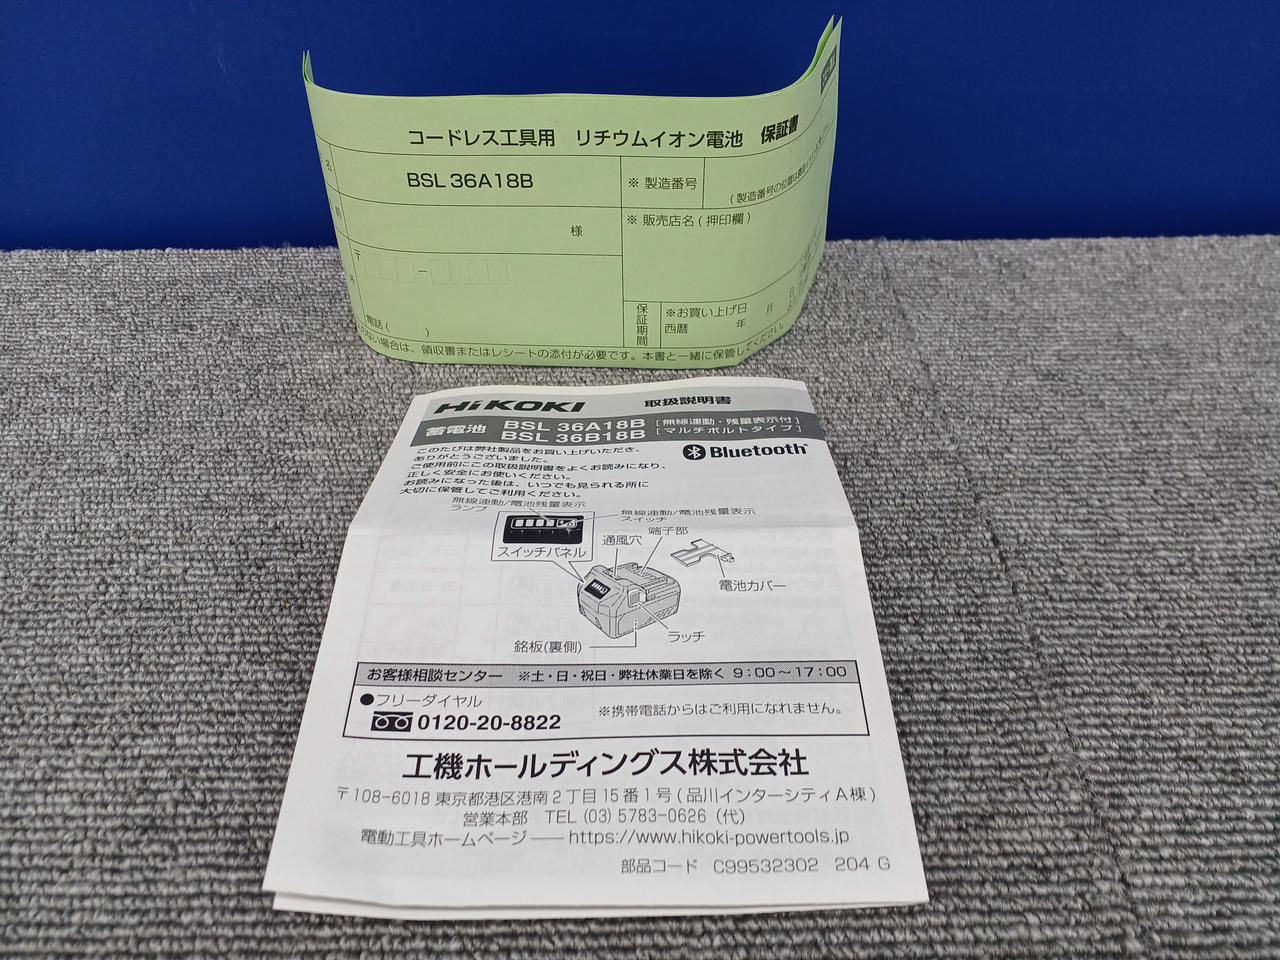 コードレス工具用 リチウムイオン電池 保証書
名
BSL 36A18B
※ 製造番号
(製造番号の位置は
様
※ 販売店名(押印欄)
〒
電話( )
保証期間
※お買い上げ日
西暦 年 月 日
ない場合は、領収書またはレシートの添付が必要です。本書と一緒に保管してください。
HiKOKI 取扱説明書
蓄電池 BSL 36A18B [無線連動・残量表示付]
BSL 36B18B [マルチボルトタイプ]
このたびは弊社製品をお買い上げいただき、
ありがとうございました。
ご使用前にこの取扱説明書をよくお読みになり、
正しく安全にお使いください。
お読みになった後は、いつでも見られる所に
大切に保管してご利用ください。
Bluetooth
無線連動/電池残量表示
ランプ
無線連動/電池残量表示
スイッチ
スイッチパネル
通風穴
端子部
電池カバー
ラッチ
銘板(裏側)
お客様相談センター ※土・日・祝日・弊社休業日を除く 9:00～17:00
●フリーダイヤル
0120-20-8822
※携帯電話からはご利用になれません。
工機ホールディングス株式会社
〒108-6018 東京都港区港南2丁目15番1号(品川インターシティA棟)
営業本部 TEL (03) 5783-0626 (代)
電動工具ホームページ――https://www.hikoki-powertools.jp
部品コード C99532302 204 G